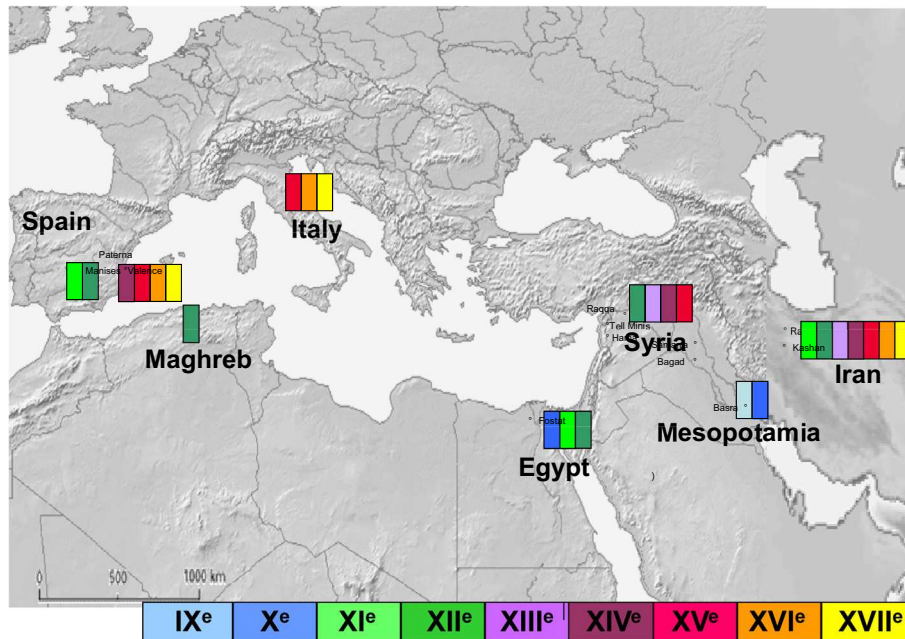 Spain
Italy
Paterna
Manises Valence
Maghreb
Raqqa
Tell Minis
Syria
Bagad
Kashan
Iran
Basra
Mesopotamia
Fostat
Egypt
)
0 500 1000 km
IXe Xe XIe XIIe XIIIe XIVe XVe XVIe XVIIe